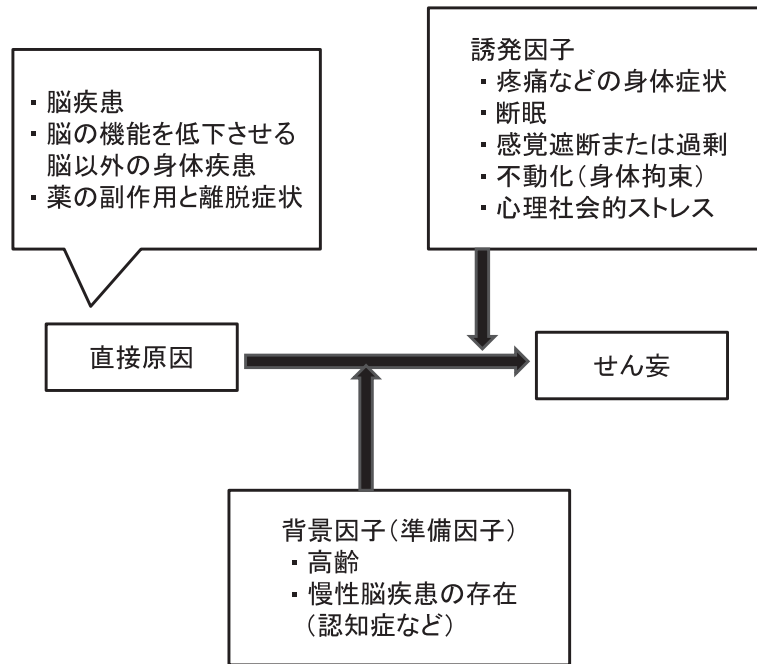 誘発因子
・疼痛などの身体症状
・断眠
・感覚遮断または過剰
・不動化(身体拘束)
・心理社会的ストレス
・脳疾患
・脳の機能を低下させる
脳以外の身体疾患
・薬の副作用と離脱症状
直接原因
せん妄
背景因子(準備因子)
・高齢
・慢性脳疾患の存在
(認知症など)